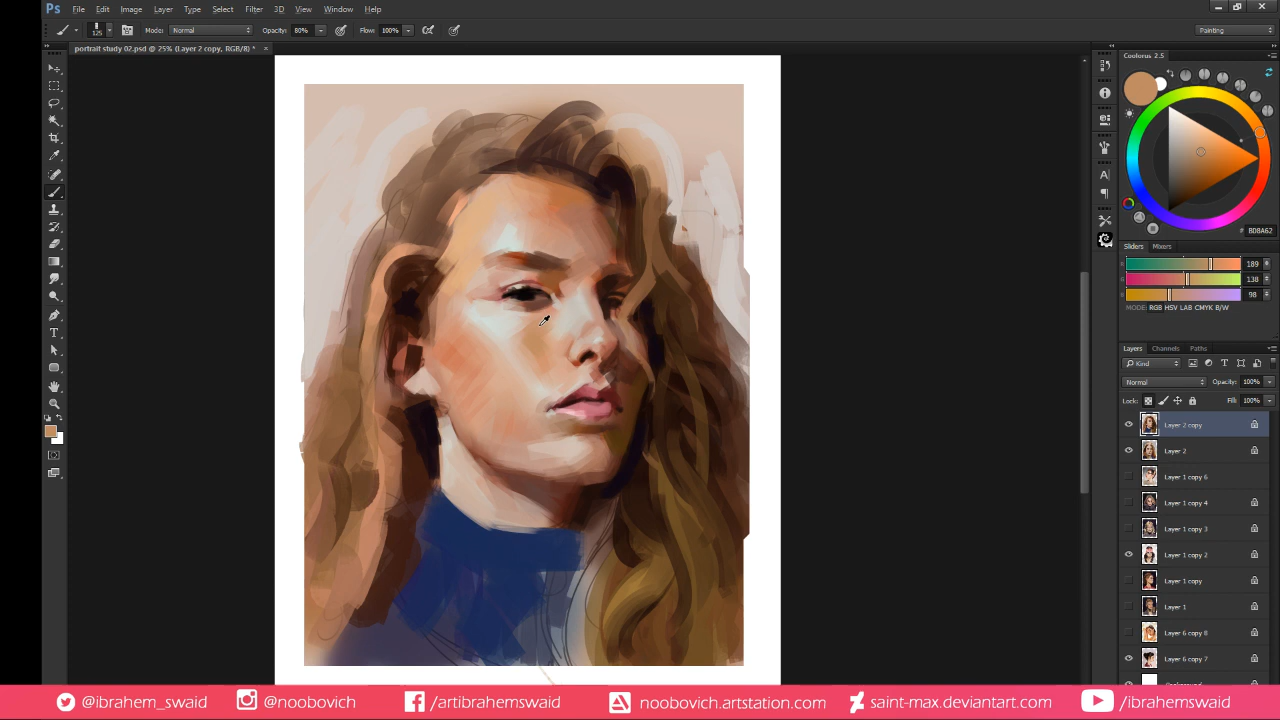 Ps File Edit Image Layer Type Select Filter 3D View Window Help
125 Mode: Normal Opacity: 80% Flow: 100% Painting
portrait study 02.psd @ 25% (Layer 2 copy, RGB/8) * ×
Coolorus 2.5
# BD8A62
Sliders Mixers
R 189
138
98
MODE: RGB HSV LAB CMYK B/W
Layers Channels Paths
Kind
Normal Opacity: 100%
Lock: Fill: 100%
Layer 2 copy
Layer 2
Layer 1 copy 6
Layer 1 copy 4
Layer 1 copy 3
Layer 1 copy 2
Layer 1 copy
Layer 1
Layer 6 copy 8
Layer 6 copy 7
@ibrahem_swaid @noobovich /artibrahemswaid noobovich.artstation.com saint-max.deviantart.com /ibrahemswaid